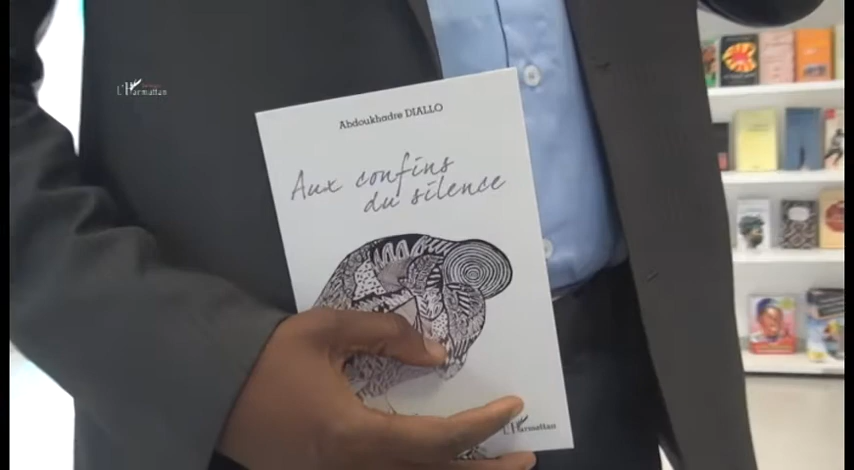 L'Harmattan
Abdoukhadre DIALLO
Aux confins
du silence
L'Harmattan